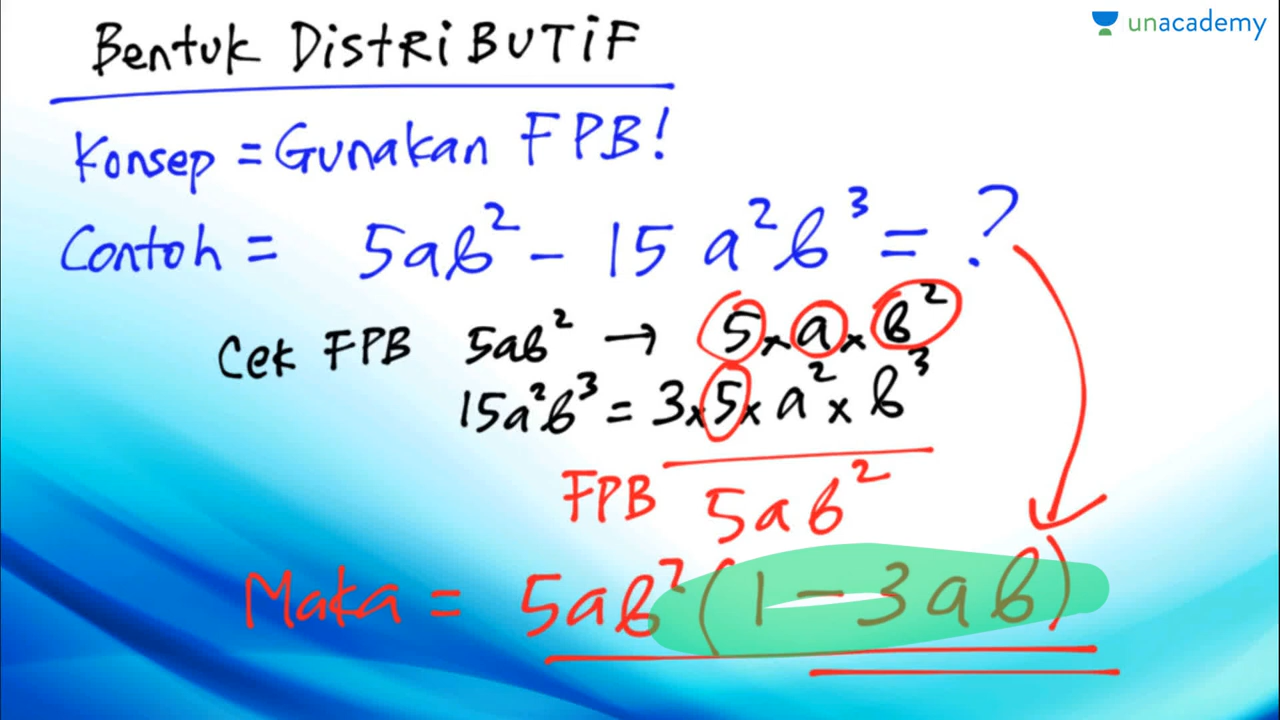 Bentuk DistriBUTiF
unacademy
Konsep = Gunakan FPB!
Contoh = 5ab² - 15 a²b³ = ?
Cek FPB 5ab² → 5 × a × b²
15a²b³ = 3 × 5 × a² × b³
FPB 5ab²
Maka = 5ab² (1 - 3ab)